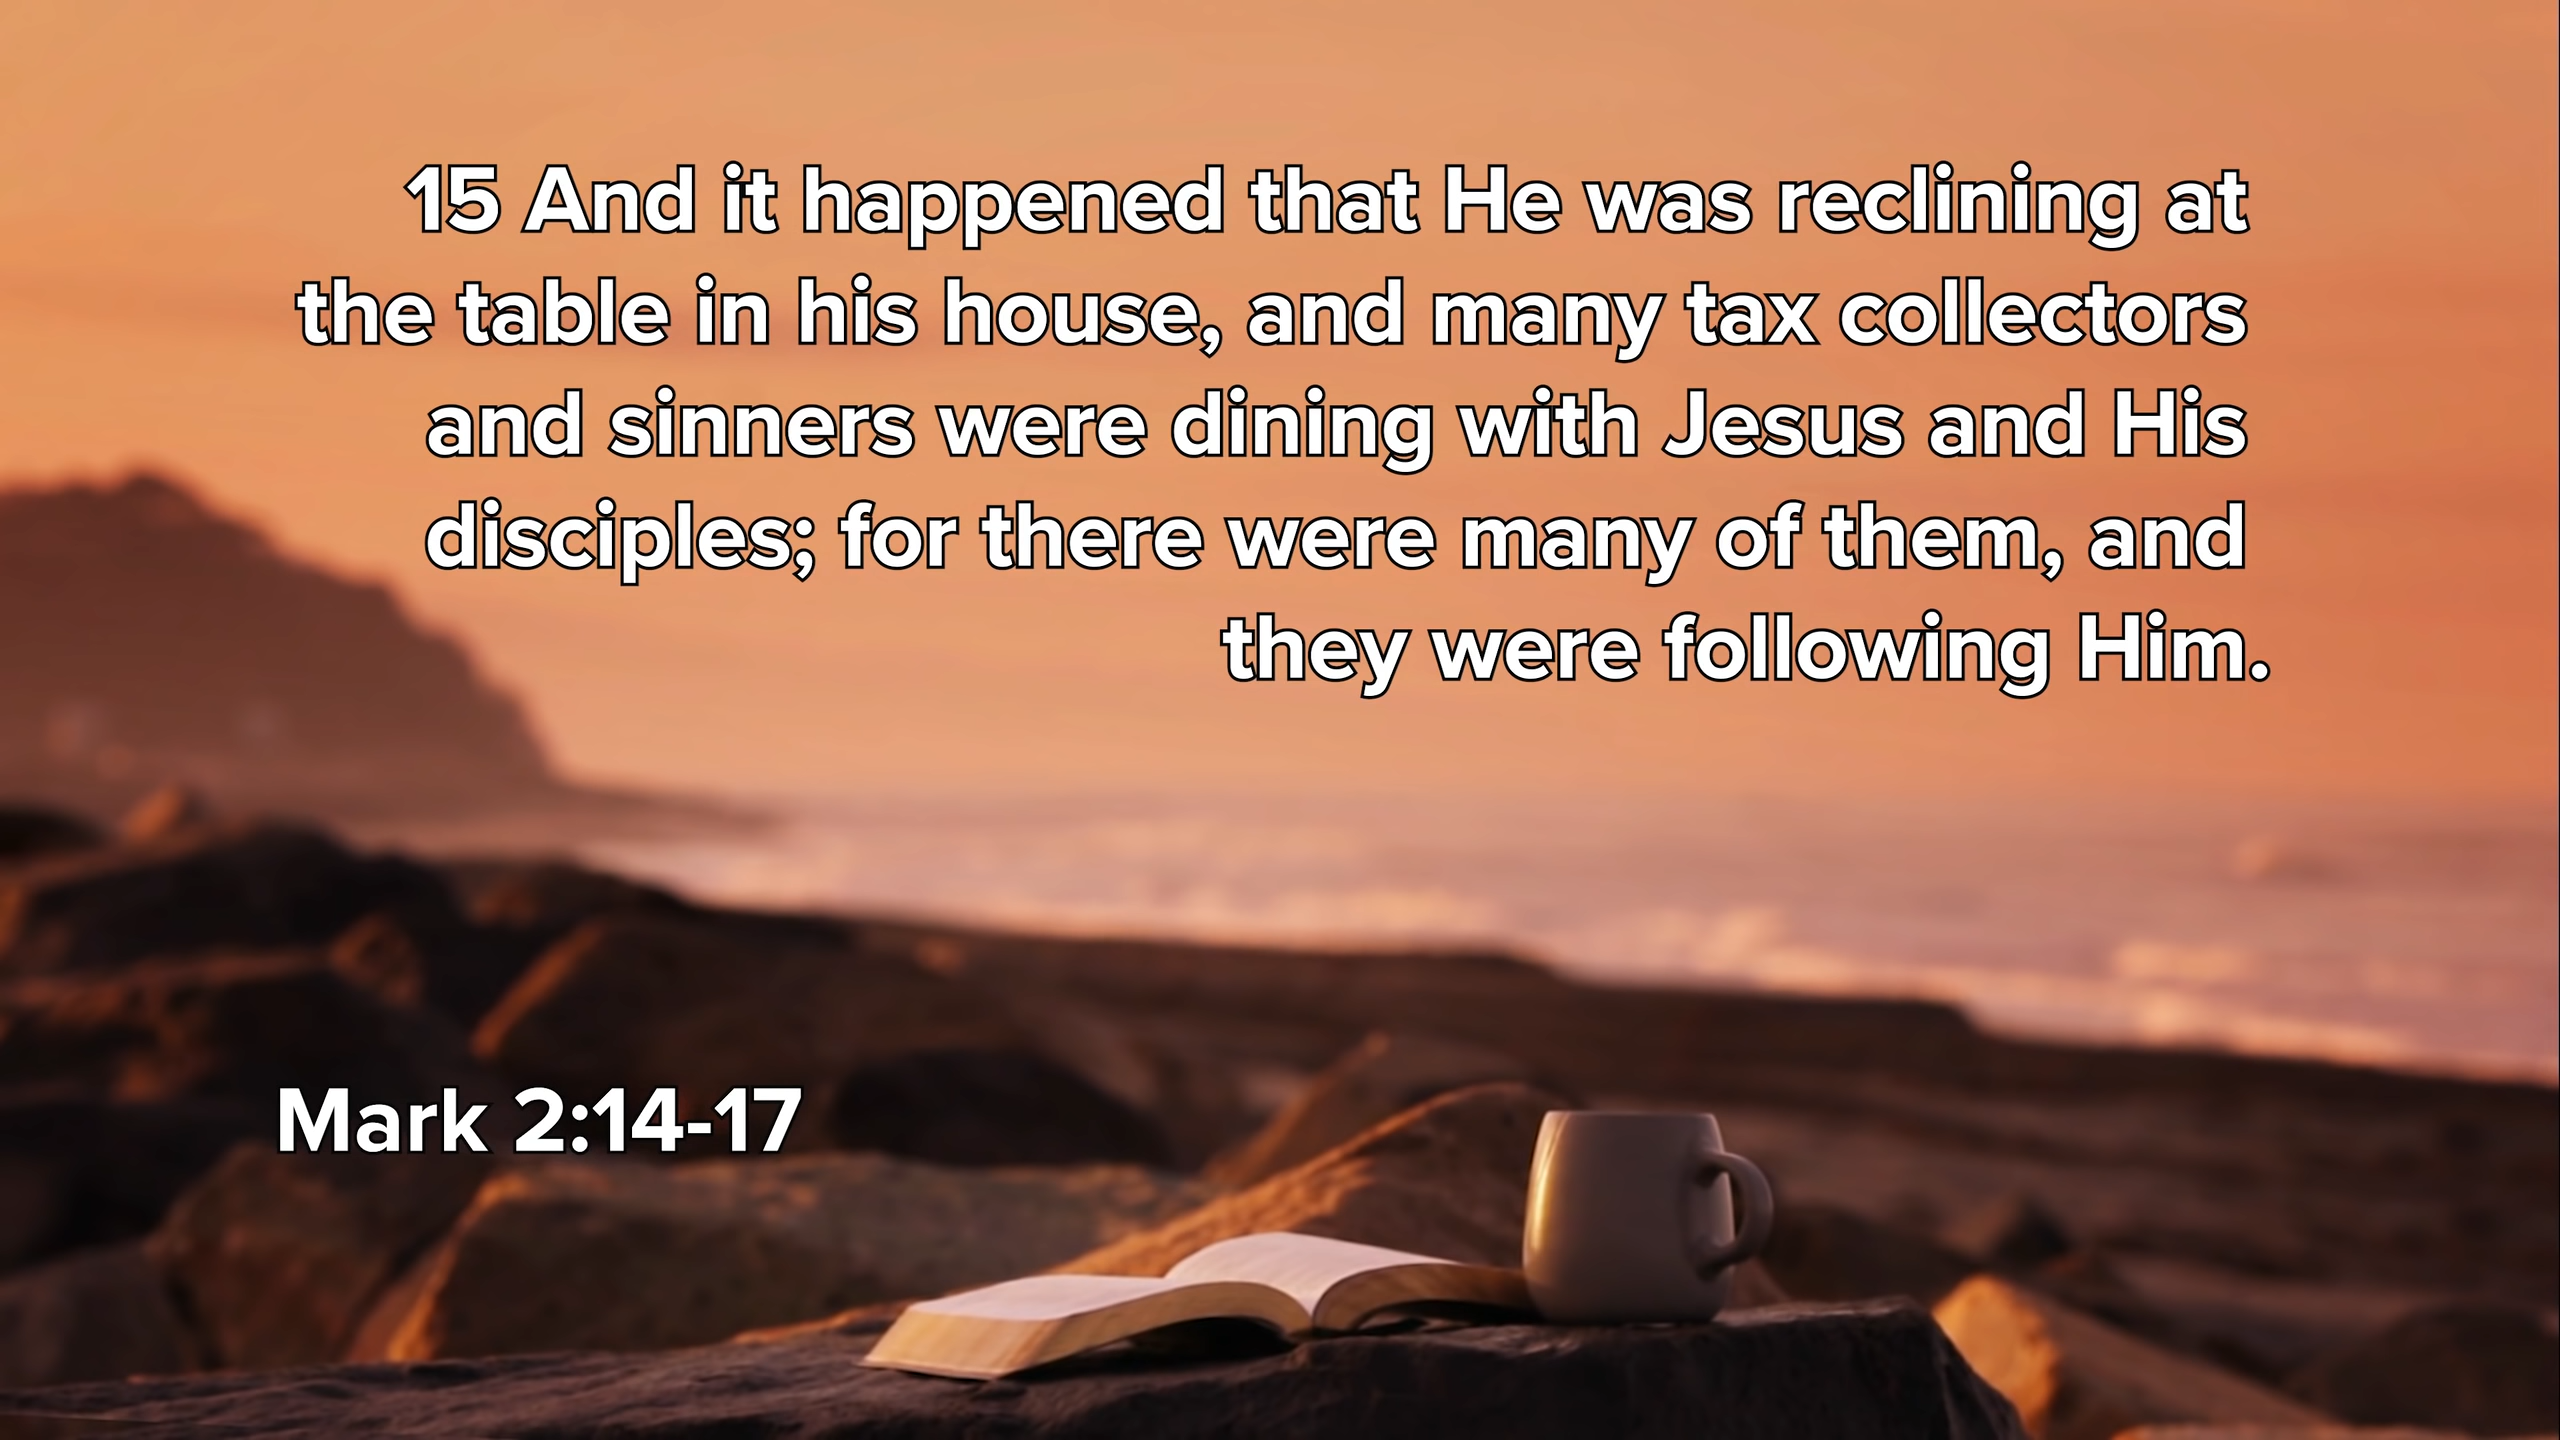 15 And it happened that He was reclining at
the table in his house, and many tax collectors
and sinners were dining with Jesus and His
disciples; for there were many of them, and
they were following Him.
Mark 2:14-17